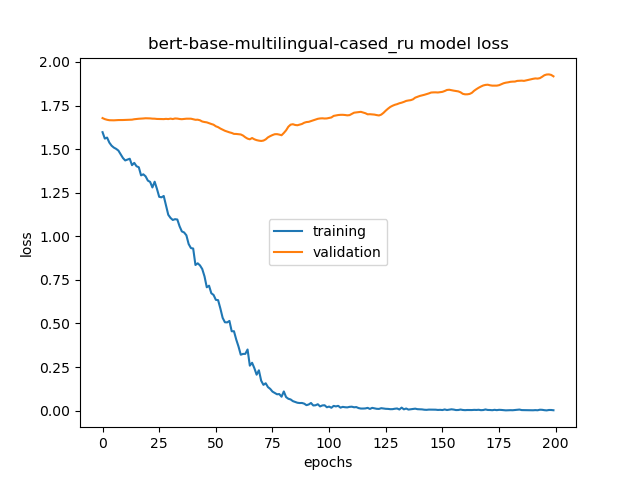 bert-base-multilingual-cased_ru model loss
2.00
1.75
1.50
1.25
1.00
0.75
0.50
0.25
0.00
loss
training
validation
0 25 50 75 100 125 150 175 200
epochs